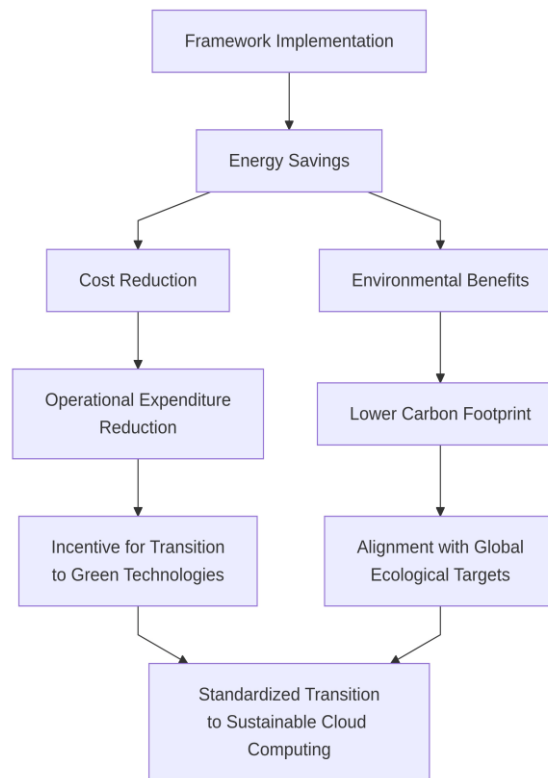 Framework Implementation
Energy Savings
Cost Reduction
Environmental Benefits
Operational Expenditure
Reduction
Lower Carbon Footprint
Incentive for Transition
to Green Technologies
Alignment with Global
Ecological Targets
Standardized Transition
to Sustainable Cloud
Computing